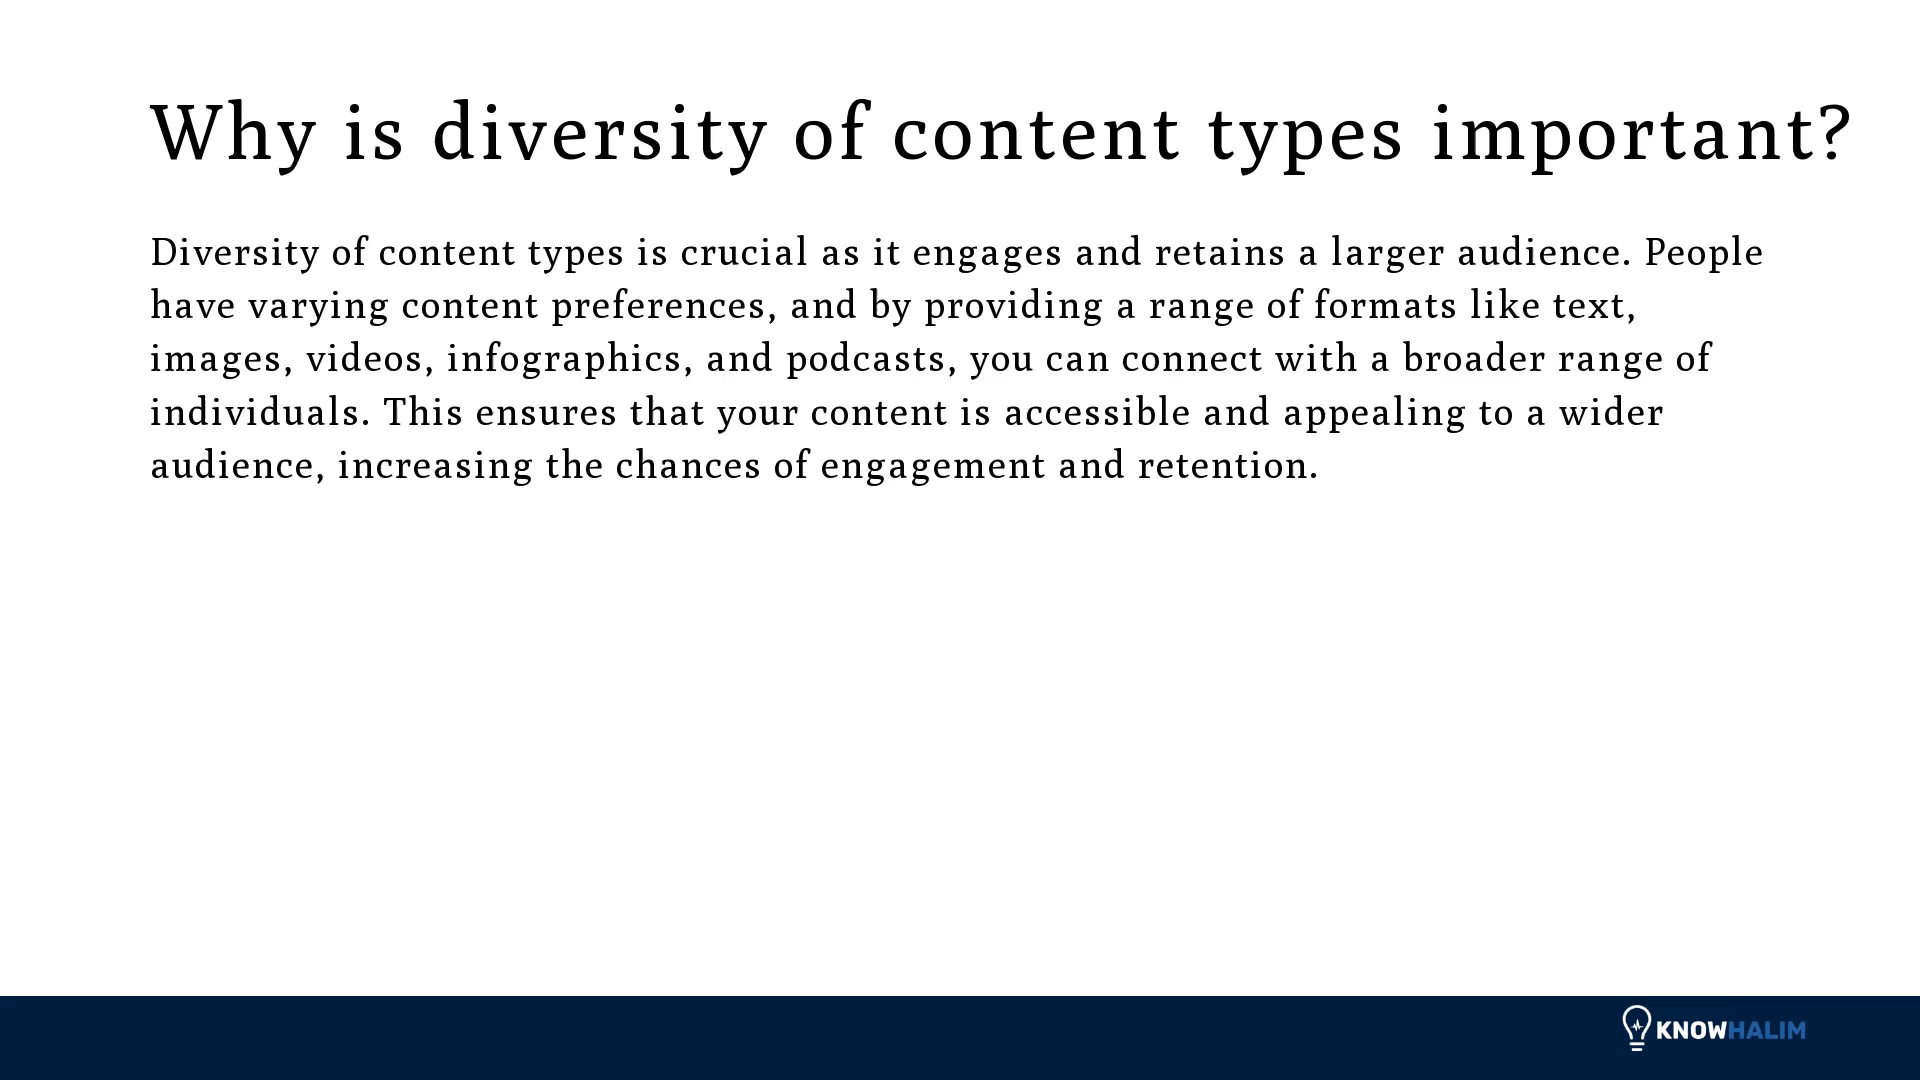 Why is diversity of content types important?
Diversity of content types is crucial as it engages and retains a larger audience. People
have varying content preferences, and by providing a range of formats like text,
images, videos, infographics, and podcasts, you can connect with a broader range of
individuals. This ensures that your content is accessible and appealing to a wider
audience, increasing the chances of engagement and retention.
KNOWHALIM